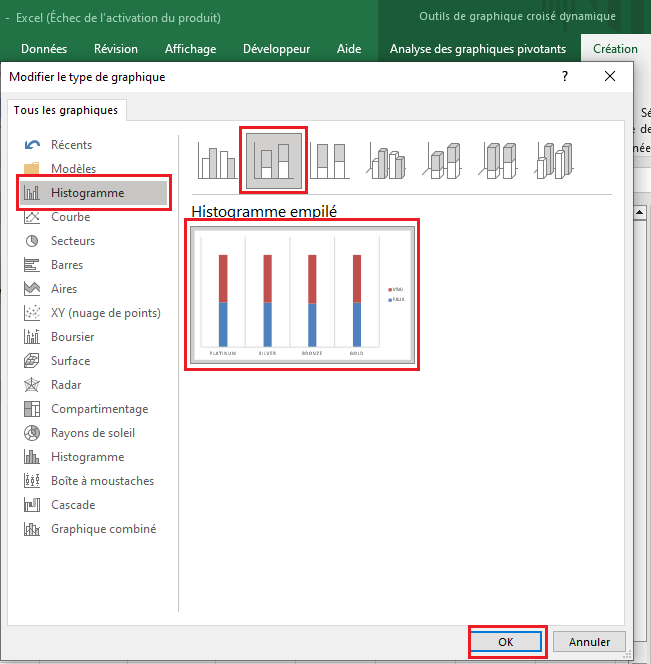 - Excel (Échec de l'activation du produit)
Outils de graphique croisé dynamique
Données Révision Affichage Développeur Aide Analyse des graphiques pivotants Création
Modifier le type de graphique ?
Tous les graphiques
Sé
de
née
Récents
Modèles
Histogramme
Courbe
Secteurs
Barres
Aires
XY (nuage de points)
Boursier
Surface
Radar
Compartimentage
Rayons de soleil
Histogramme
Boîte à moustaches
Cascade
Graphique combiné
Histogramme empilé
VRAI
FAUX
PLATINUM SILVER BRONZE GOLD
OK Annuler